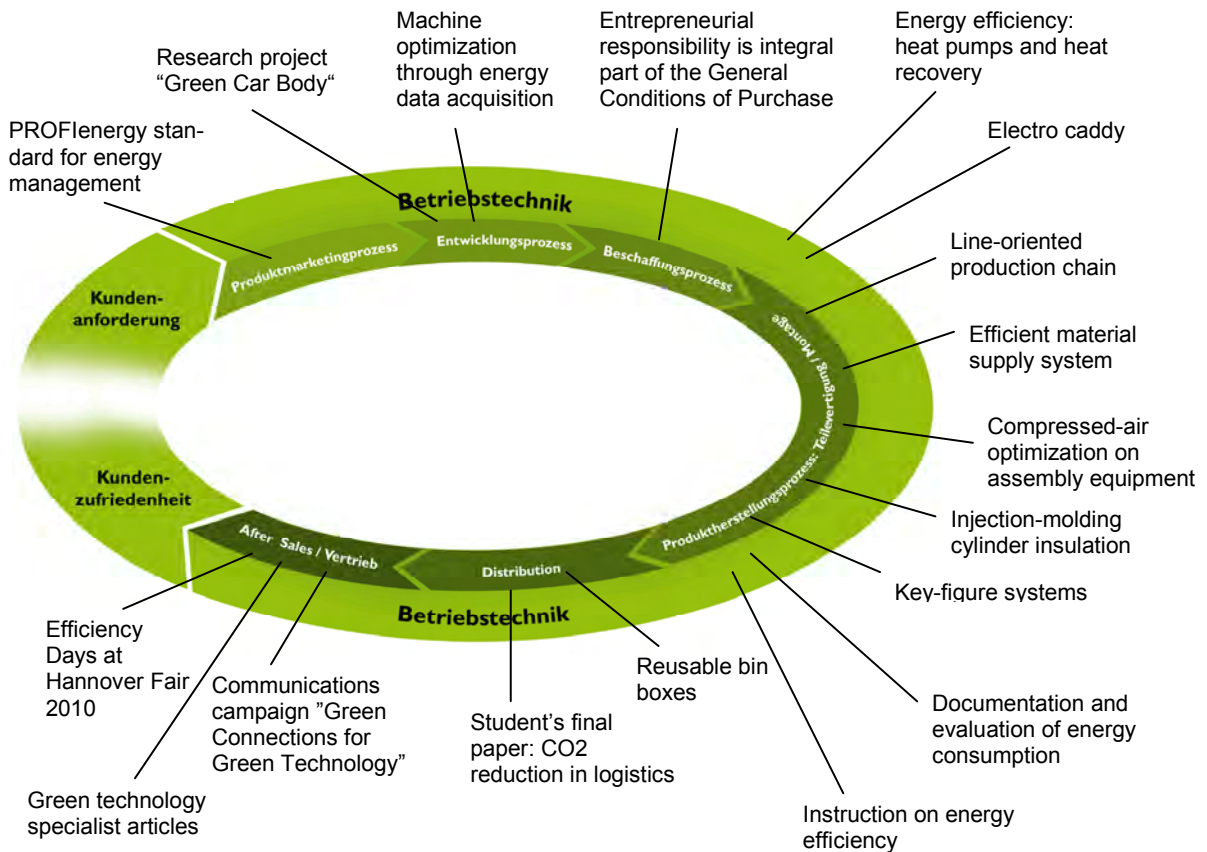 Machine
optimization
through energy
data acquisition
Entrepreneurial
responsibility is integral
part of the General
Conditions of Purchase
Energy efficiency:
heat pumps and heat
recovery
Research project
“Green Car Body“
PROFIenergy stan-
dard for energy
management
Electro caddy
Line-oriented
production chain
Efficient material
supply system
Compressed-air
optimization on
assembly equipment
Injection-molding
cylinder insulation
Key-figure systems
Documentation and
evaluation of energy
consumption
Instruction on energy
efficiency
Reusable bin
boxes
Student’s final
paper: CO2
reduction in logistics
Communications
campaign ”Green
Connections for
Green Technology”
Green technology
specialist articles
Efficiency
Days at
Hannover Fair
2010
Betriebstechnik
Kunden-
anforderung
Produktmarketingprozess
Entwicklungsprozess
Beschaffungsprozess
Produktherstellungsprozess: Teilevertigung / Montage
Distribution
After Sales / Vertrieb
Kunden-
zufriedenheit
Betriebstechnik